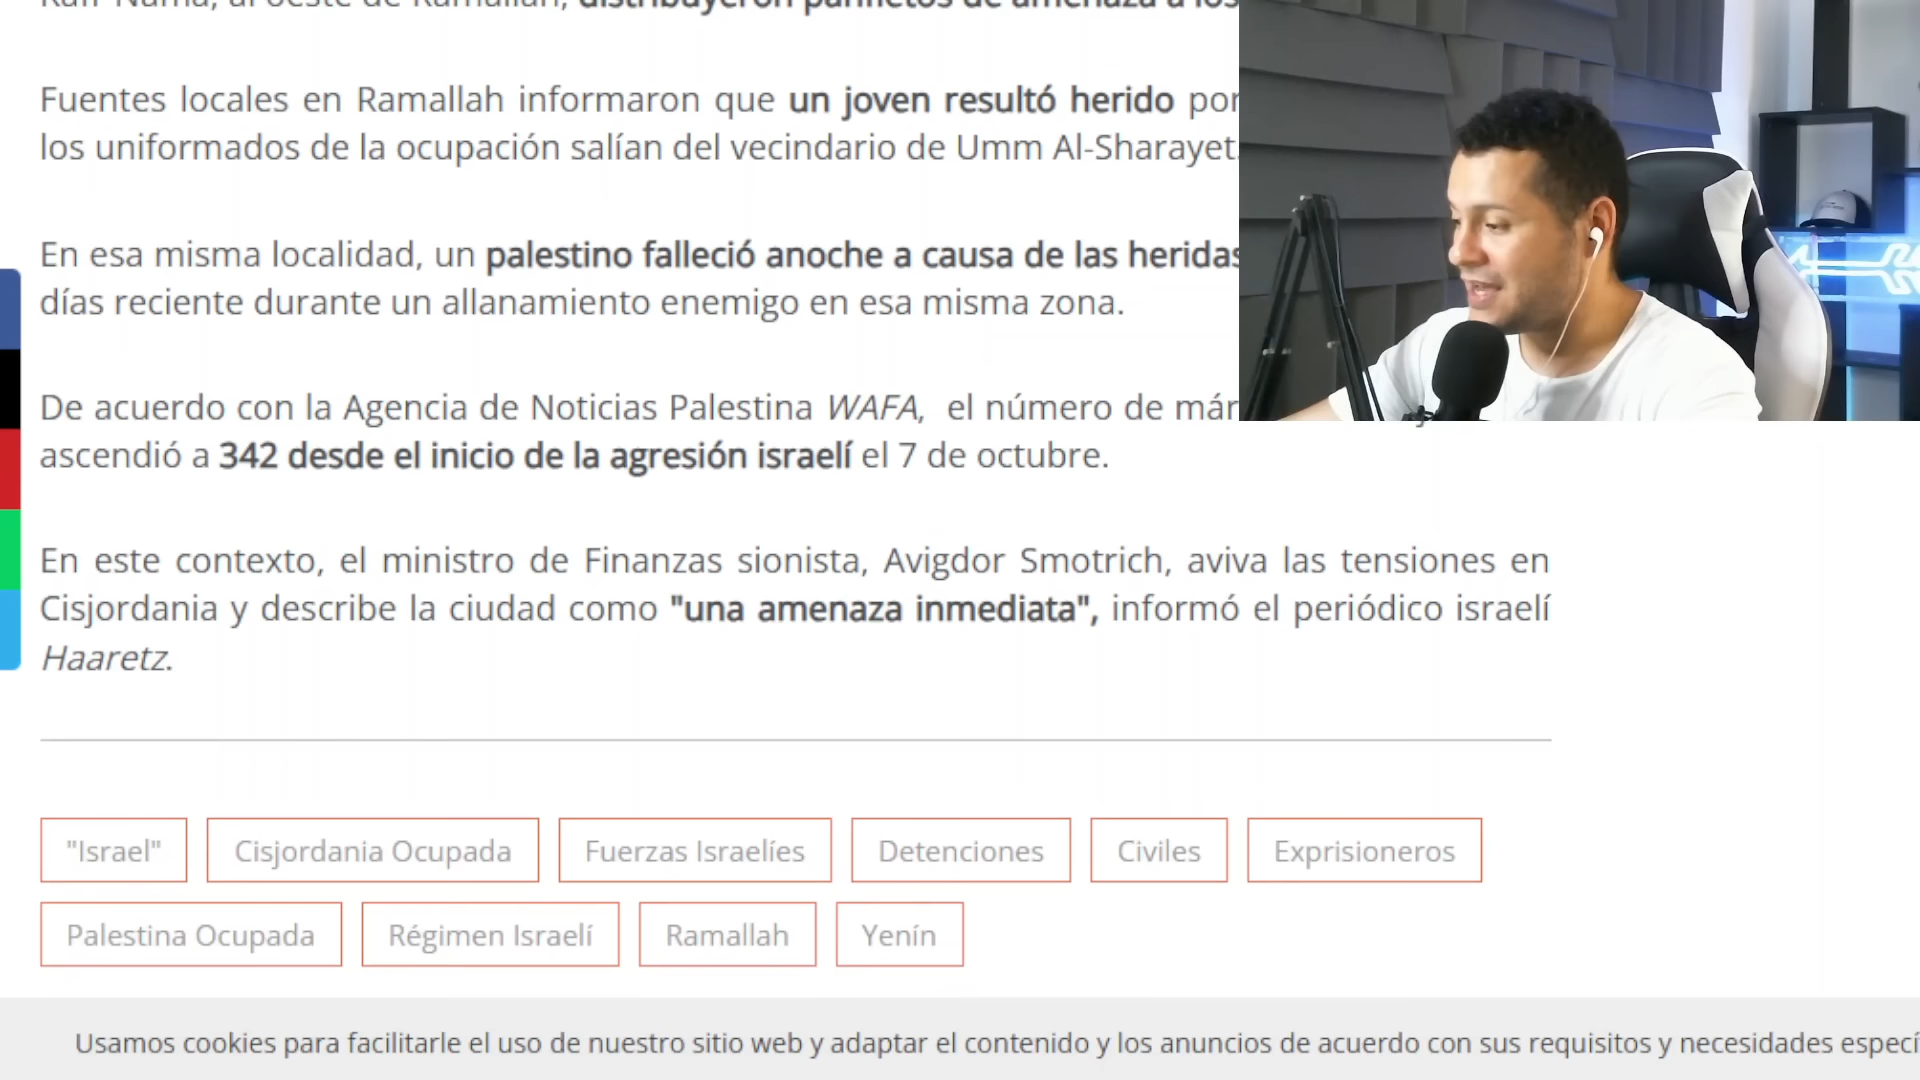 distribuyeron panfletos de amenaza a los
Fuentes locales en Ramallah informaron que un joven resultó herido por
los uniformados de la ocupación salían del vecindario de Umm Al-Sharayet.
En esa misma localidad, un palestino falleció anoche a causa de las heridas
días reciente durante un allanamiento enemigo en esa misma zona.
De acuerdo con la Agencia de Noticias Palestina WAFA, el número de már
ascendió a 342 desde el inicio de la agresión israelí el 7 de octubre.
En este contexto, el ministro de Finanzas sionista, Avigdor Smotrich, aviva las tensiones en
Cisjordania y describe la ciudad como "una amenaza inmediata", informó el periódico israelí
Haaretz.
"Israel" Cisjordania Ocupada Fuerzas Israelíes Detenciones Civiles Exprisioneros
Palestina Ocupada Régimen Israelí Ramallah Yenín
Usamos cookies para facilitarle el uso de nuestro sitio web y adaptar el contenido y los anuncios de acuerdo con sus requisitos y necesidades específ